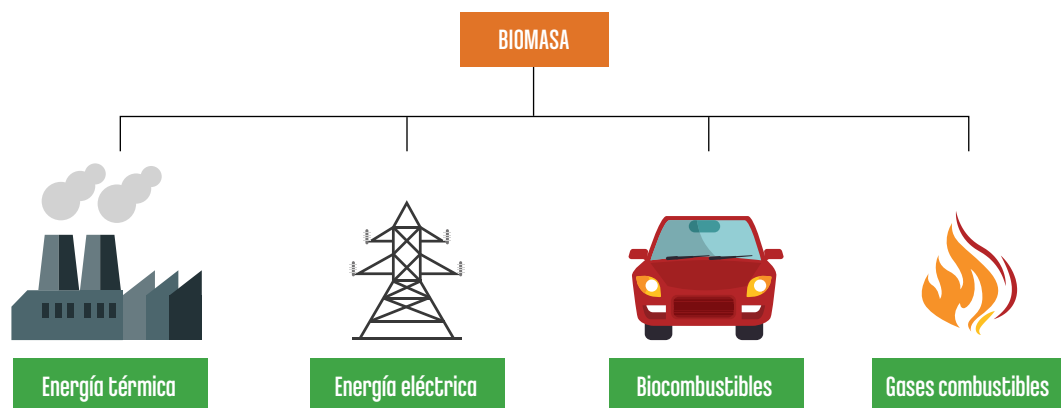 BIOMASA
Energía térmica
Energía eléctrica
Biocombustibles
Gases combustibles